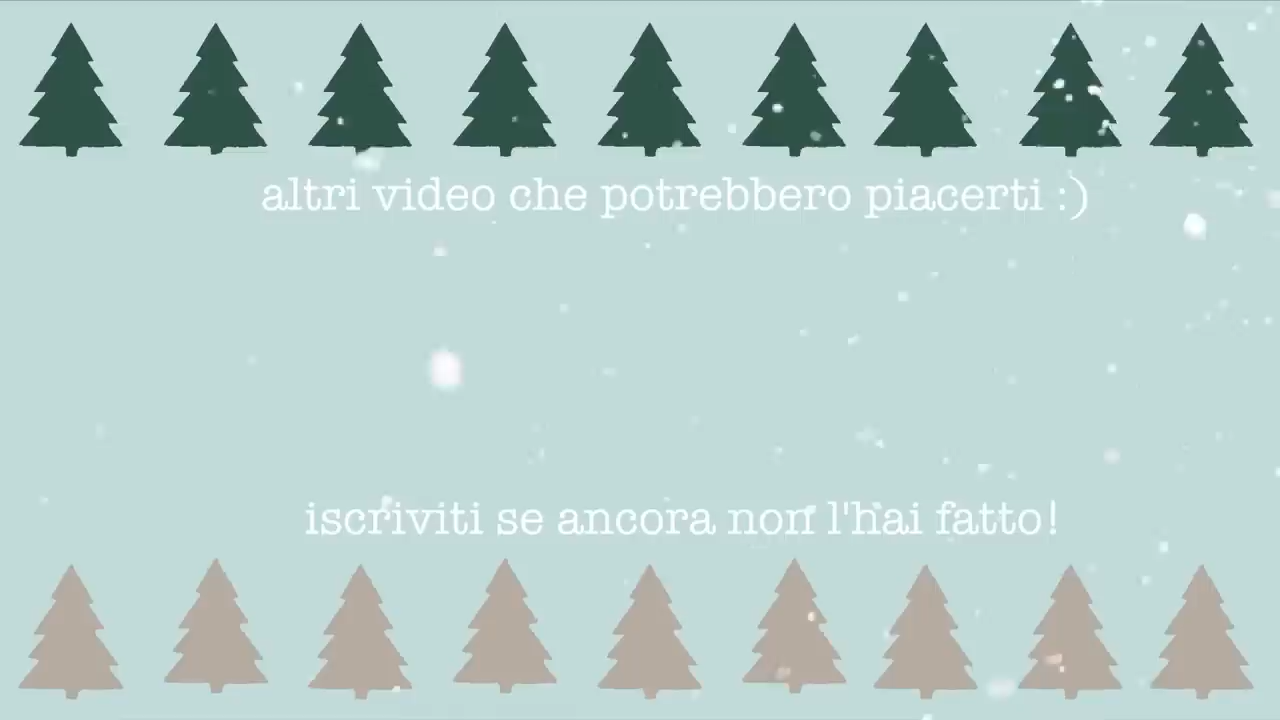 altri video che potrebbero piacerti :)
iscriviti se ancora non l'hai fatto!